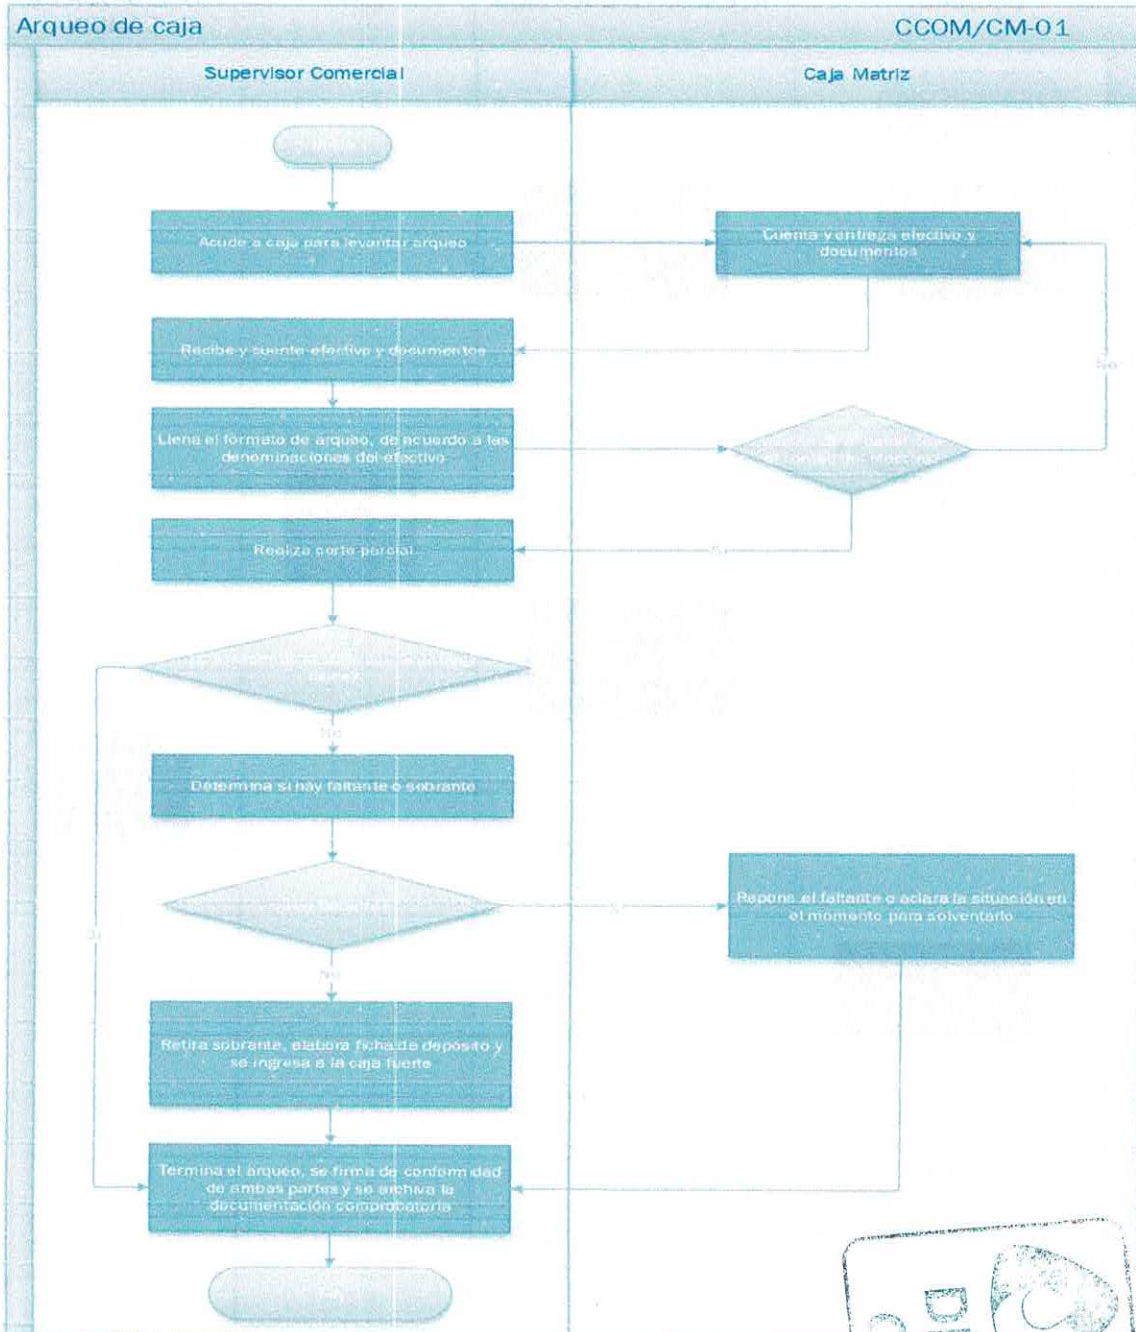 Arqueo de caja
CCOM/CM-01
Supervisor Comercial
Caja Matriz
Acude a caja para levantar arqueo
Cuenta y entrega efectivo y
documentos
Recibe y cuenta efectivo y documentos
No
Llena el formato de arqueo, de acuerdo a las
denominaciones del efectivo
Realiza corte parcial
Si
No
Determina si hay faltante o sobrante
Si
Repone el faltante o aclara la situación en
el momento para solventarlo
Si
No
Retira sobrante, elabora ficha de depósito y
se ingresa a la caja fuerte
Termina el arqueo, se firma de conformidad
de ambas partes y se archiva la
documentación comprobatoria